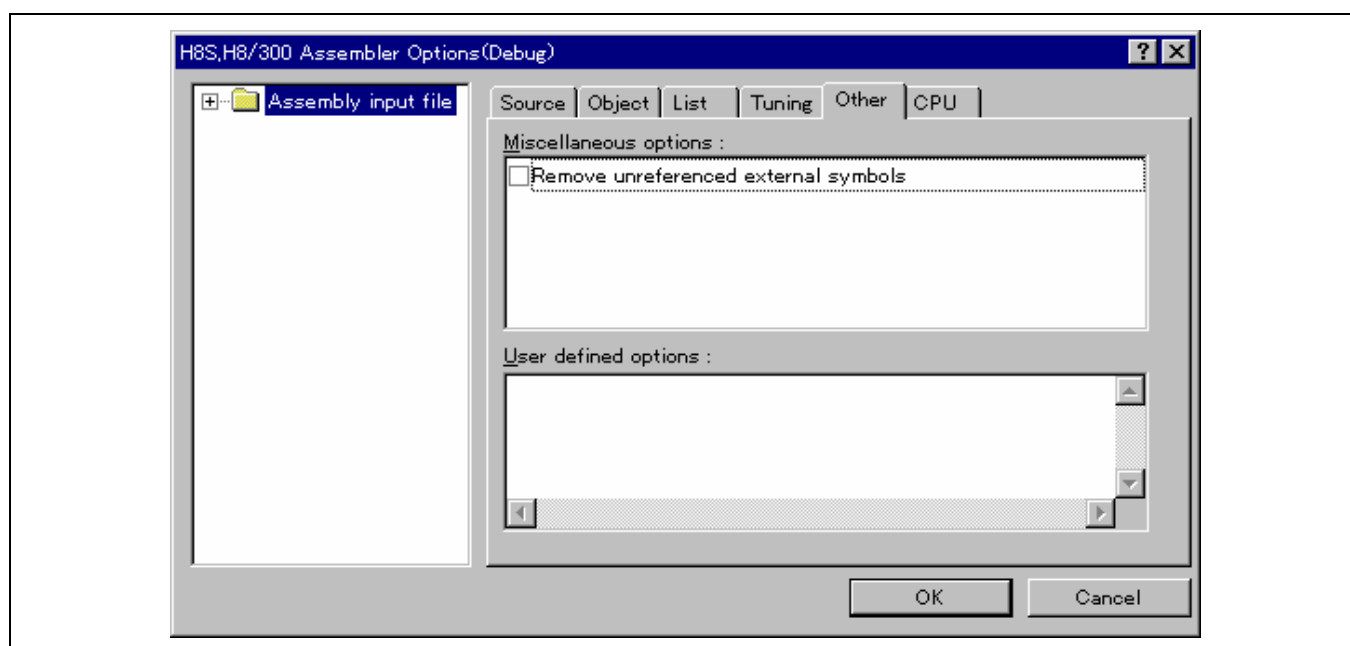 H8S,H8/300 Assembler Options(Debug)
Assembly input file
Source Object List Tuning Other CPU
Miscellaneous options :
Remove unreferenced external symbols
User defined options :
OK Cancel